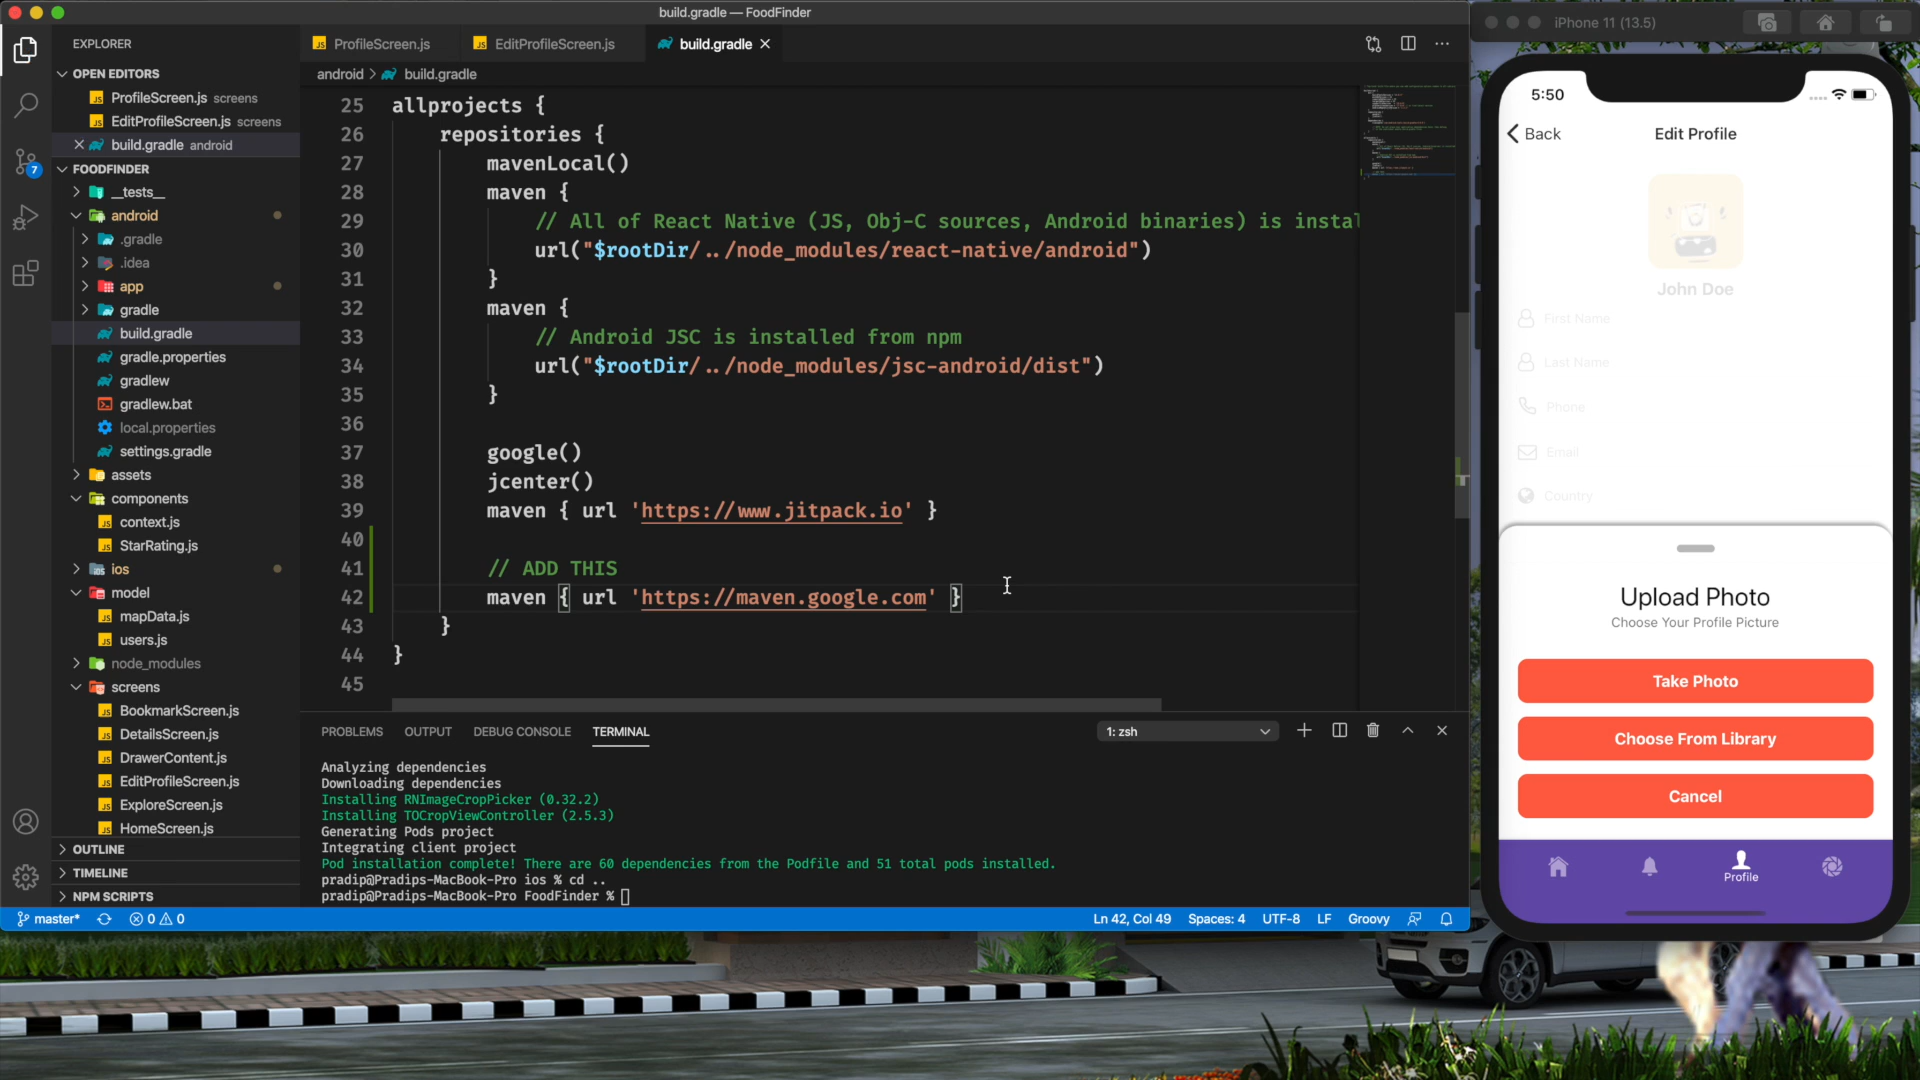 build.gradle — FoodFinder
EXPLORER
OPEN EDITORS
ProfileScreen.js screens
EditProfileScreen.js screens
build.gradle android
FOODFINDER
__tests__
android
.gradle
.idea
app
gradle
build.gradle
gradle.properties
gradlew
gradlew.bat
local.properties
settings.gradle
assets
components
context.js
StarRating.js
ios
model
mapData.js
users.js
node_modules
screens
BookmarkScreen.js
DetailsScreen.js
DrawerContent.js
EditProfileScreen.js
ExploreScreen.js
HomeScreen.js
OUTLINE
TIMELINE
NPM SCRIPTS
7
ProfileScreen.js
EditProfileScreen.js
build.gradle
android > build.gradle
25 allprojects {
26 repositories {
27 mavenLocal()
28 maven {
29 // All of React Native (JS, Obj-C sources, Android binaries) is instal
30 url("$rootDir/../node_modules/react-native/android")
31 }
32 maven {
33 // Android JSC is installed from npm
34 url("$rootDir/../node_modules/jsc-android/dist")
35 }
36
37 google()
38 jcenter()
39 maven { url 'https://www.jitpack.io' }
40
41 // ADD THIS
42 maven { url 'https://maven.google.com' }
43 }
44 }
45
PROBLEMS OUTPUT DEBUG CONSOLE TERMINAL
1: zsh
Analyzing dependencies
Downloading dependencies
Installing RNImageCropPicker (0.32.2)
Installing TOCropViewController (2.5.3)
Generating Pods project
Integrating client project
Pod installation complete! There are 60 dependencies from the Podfile and 51 total pods installed.
pradip@Pradips-MacBook-Pro ios % cd ..
pradip@Pradips-MacBook-Pro FoodFinder %
master* 0 0
Ln 42, Col 49 Spaces: 4 UTF-8 LF Groovy
iPhone 11 (13.5)
5:50
Back Edit Profile
John Doe
First Name
Last Name
Phone
Email
Country
Upload Photo
Choose Your Profile Picture
Take Photo
Choose From Library
Cancel
Profile